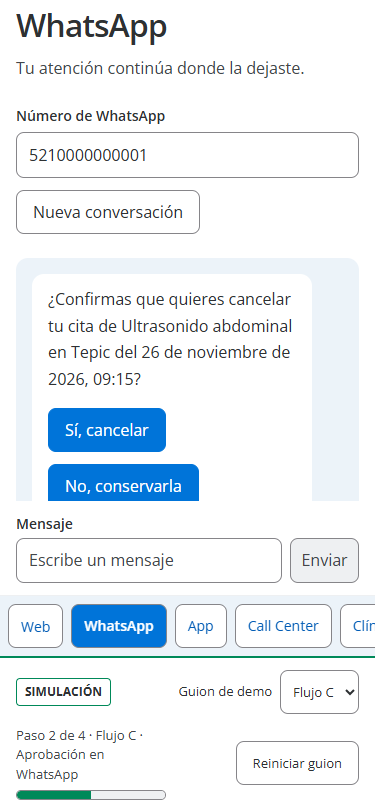 WhatsApp
Tu atención continúa donde la dejaste.
Número de WhatsApp
5210000000001
Nueva conversación
¿Confirmas que quieres cancelar
tu cita de Ultrasonido abdominal
en Tepic del 26 de noviembre de
2026, 09:15?
Sí, cancelar
No, conservarla
Mensaje
Escribe un mensaje
Enviar
Web
WhatsApp
App
Call Center
SIMULACIÓN
Guion de demo
Flujo C
Paso 2 de 4 · Flujo C ·
Aprobación en
WhatsApp
Reiniciar guion